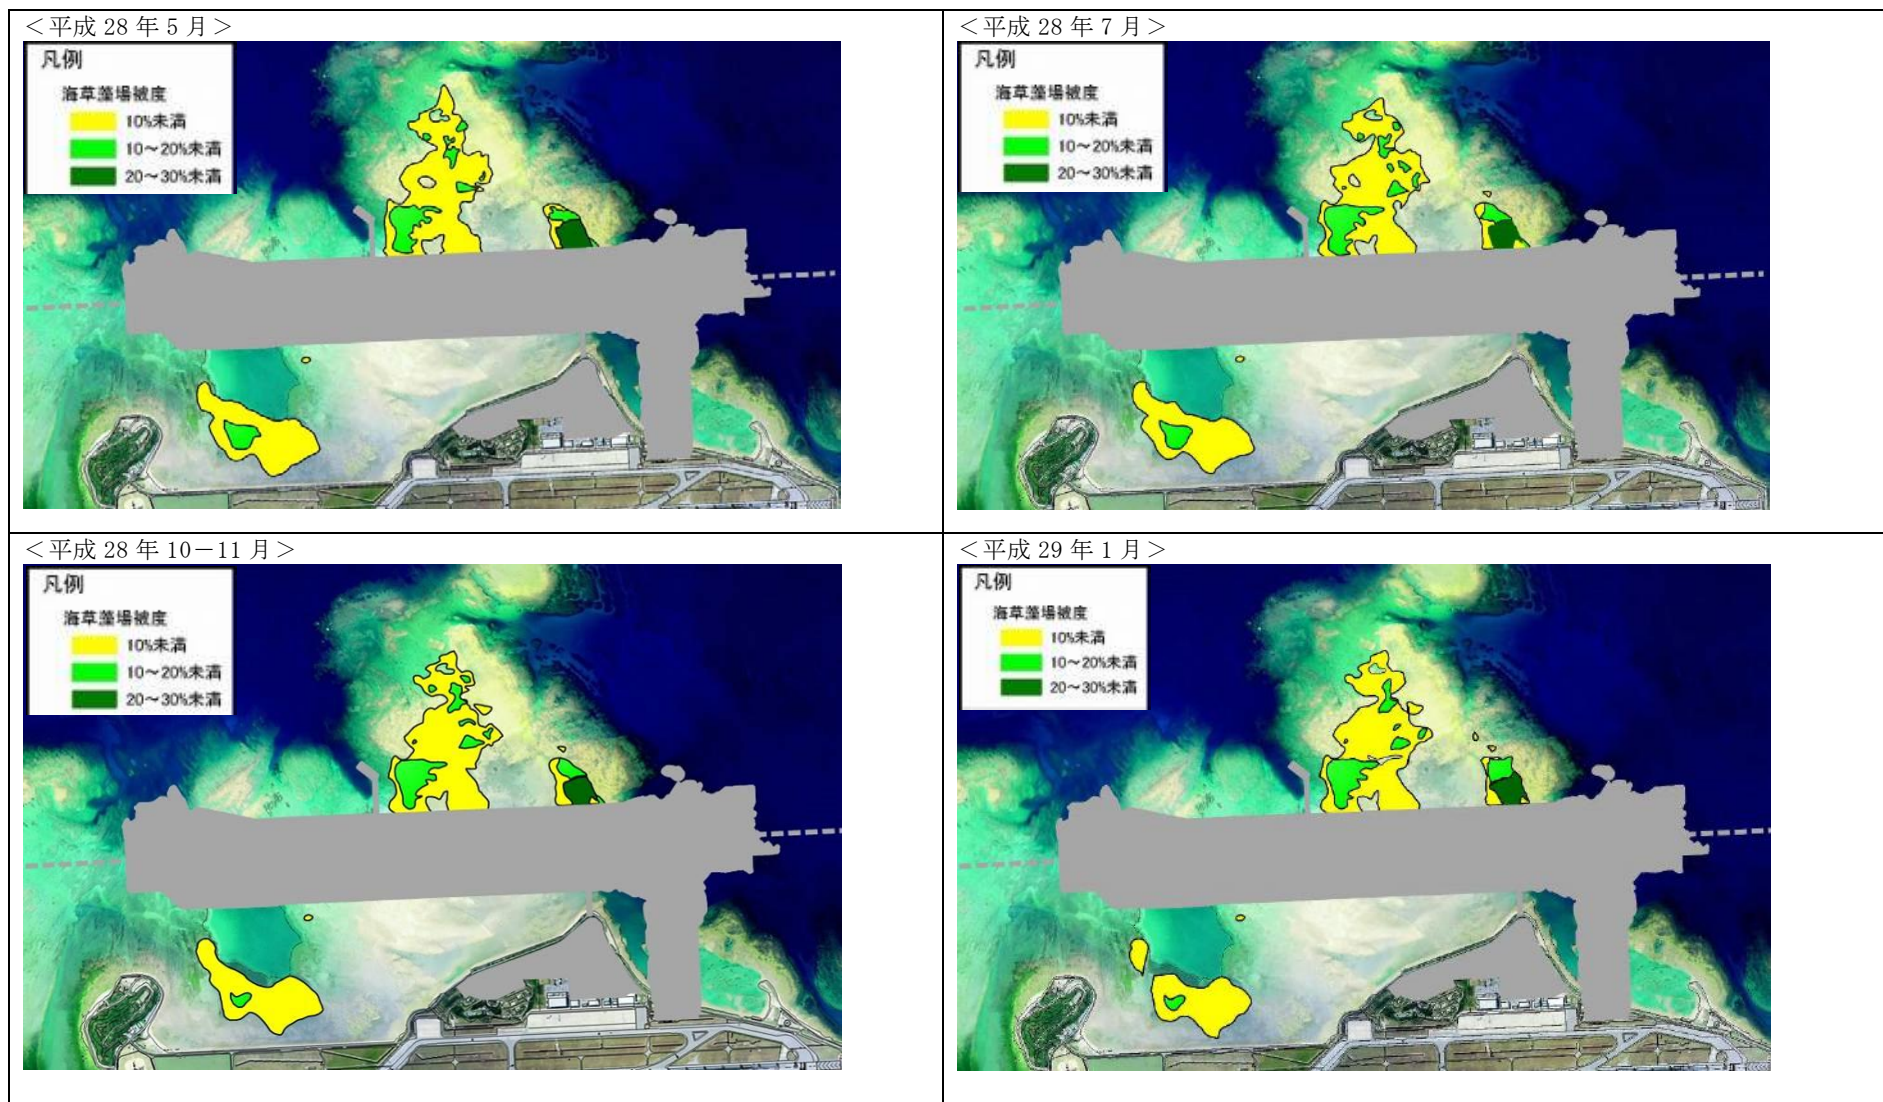 ＜平成 28 年 5 月＞
凡例
海草藻場被度
10%未満
10～20%未満
20～30%未満
＜平成 28 年 7 月＞
凡例
海草藻場被度
10%未満
10～20%未満
20～30%未満
＜平成 28 年 10－11 月＞
凡例
海草藻場被度
10%未満
10～20%未満
20～30%未満
＜平成 29 年 1 月＞
凡例
海草藻場被度
10%未満
10～20%未満
20～30%未満